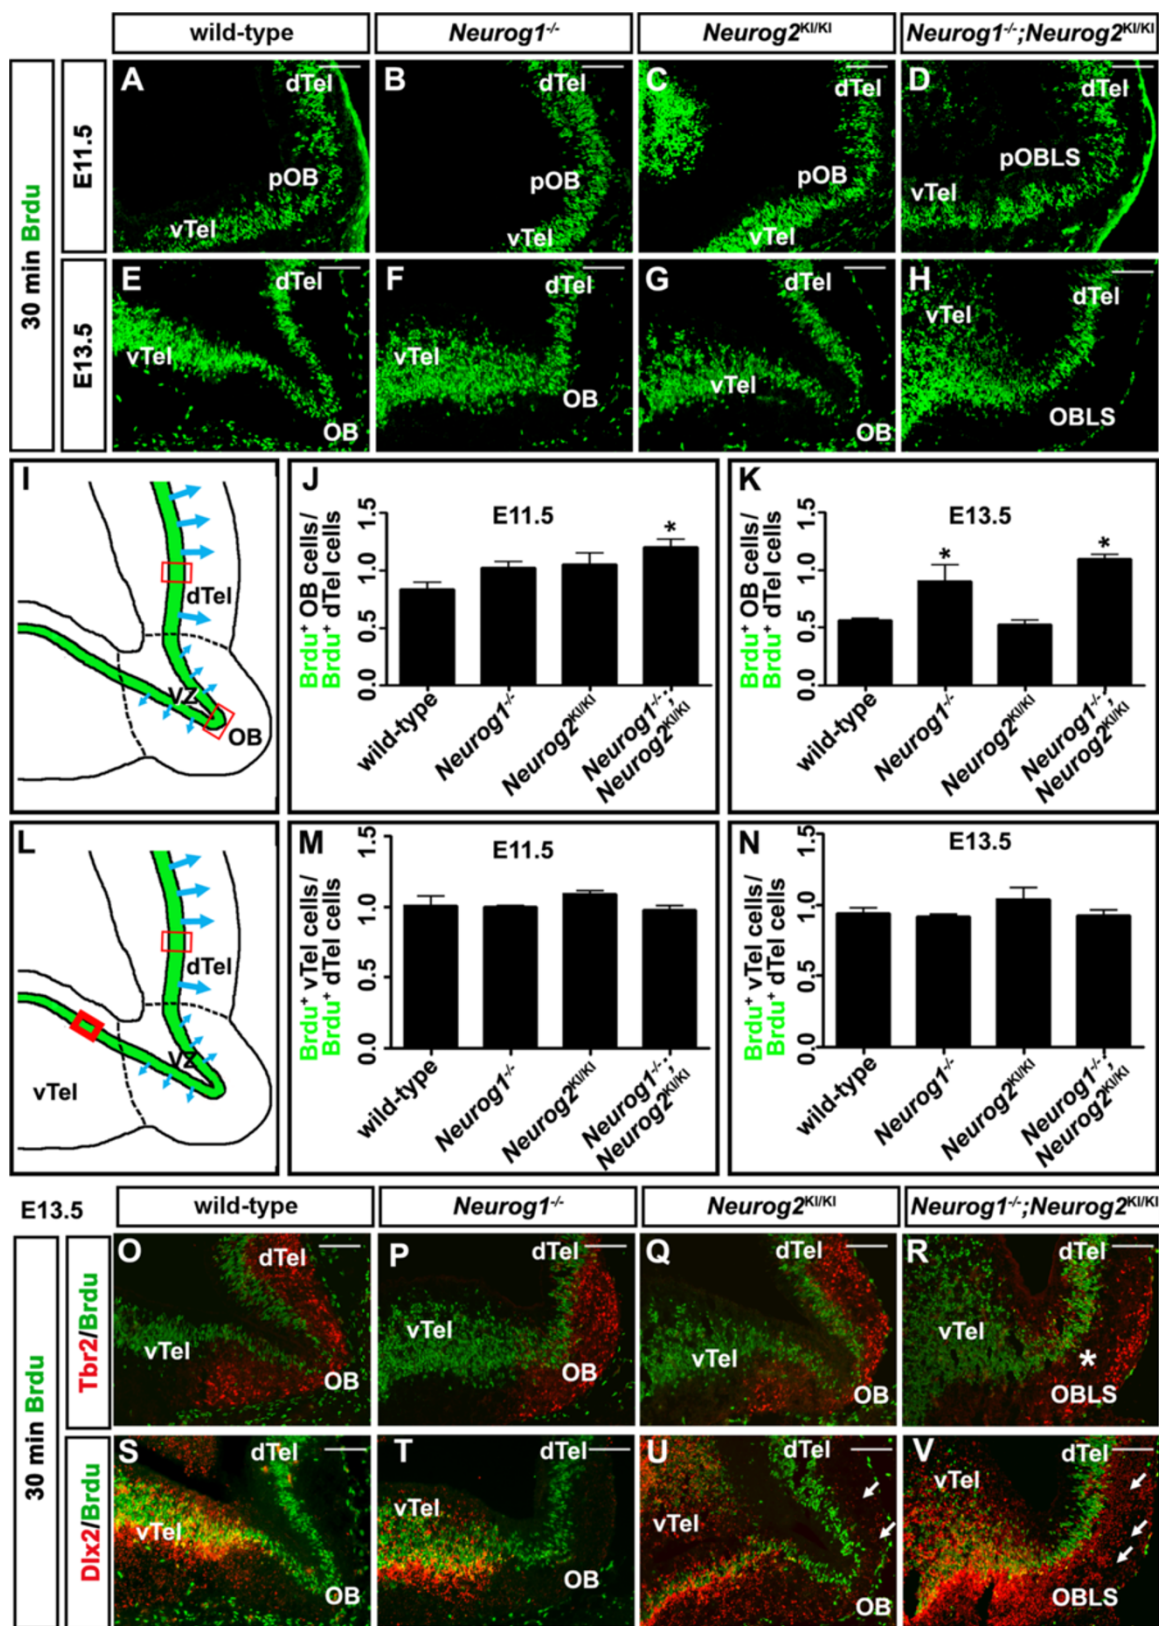 wild-type
Neurog1-/-
Neurog2KI/KI
Neurog1-/-;Neurog2KI/KI
30 min Brdu
E11.5
A
dTel
pOB
vTel
B
dTel
pOB
vTel
C
dTel
pOB
vTel
D
dTel
pOBLS
vTel
E13.5
E
dTel
vTel
OB
F
dTel
vTel
OB
G
dTel
vTel
OB
H
dTel
vTel
OBLS
I
dTel
VZ
OB
J
E11.5
Brdu+ OB cells/
Brdu+ dTel cells
1.5
1.0
0.5
0.0
*
wild-type
Neurog1-/-
Neurog2KI/KI
Neurog1-/-;
Neurog2KI/KI
K
E13.5
Brdu+ OB cells/
Brdu+ dTel cells
1.5
1.0
0.5
0.0
*
*
wild-type
Neurog1-/-
Neurog2KI/KI
Neurog1-/-;
Neurog2KI/KI
L
dTel
VZ
vTel
M
E11.5
Brdu+ vTel cells/
Brdu+ dTel cells
1.5
1.0
0.5
0.0
wild-type
Neurog1-/-
Neurog2KI/KI
Neurog1-/-;
Neurog2KI/KI
N
E13.5
Brdu+ vTel cells/
Brdu+ dTel cells
1.5
1.0
0.5
0.0
wild-type
Neurog1-/-
Neurog2KI/KI
Neurog1-/-;
Neurog2KI/KI
E13.5
wild-type
Neurog1-/-
Neurog2KI/KI
Neurog1-/-;Neurog2KI/KI
30 min Brdu
Tbr2/Brdu
O
dTel
vTel
OB
P
dTel
vTel
OB
Q
dTel
vTel
OB
R
dTel
vTel
*
OBLS
Dlx2/Brdu
S
dTel
vTel
OB
T
dTel
vTel
OB
U
dTel
vTel
OB
V
dTel
vTel
OBLS